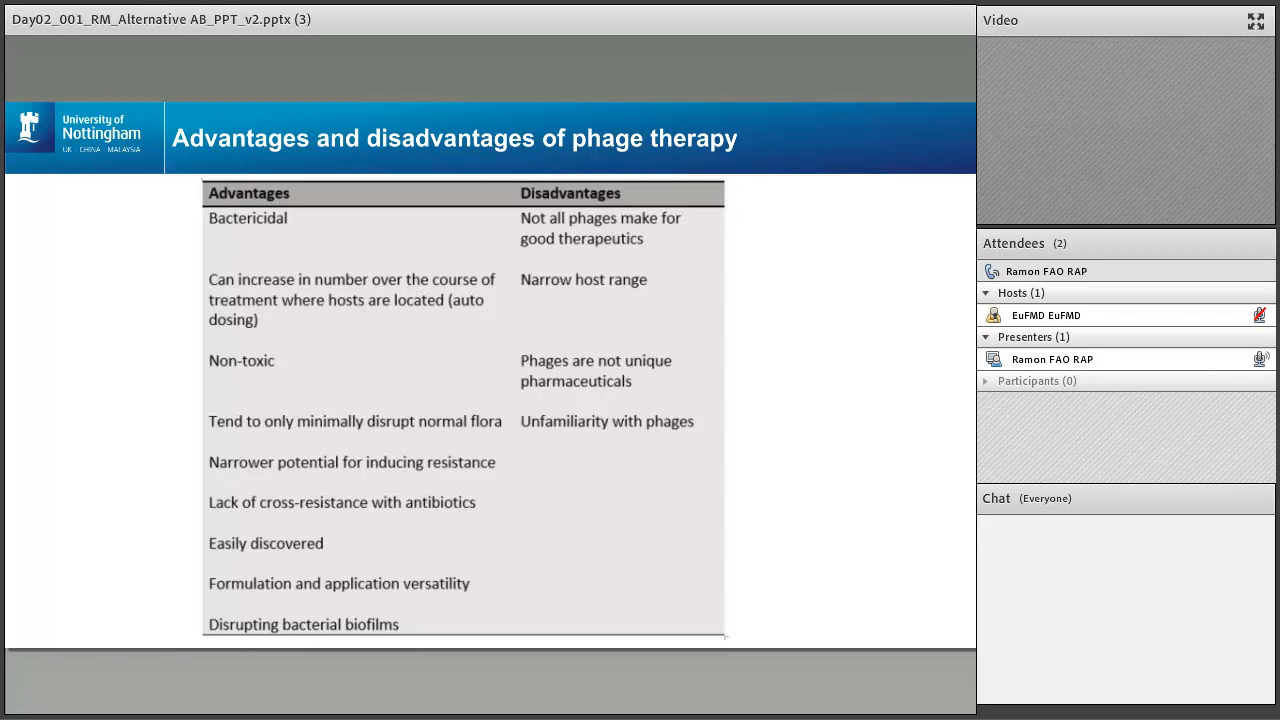 Day02_001_RM_Alternative AB_PPT_v2.pptx (3)
University of
Nottingham
UK · CHINA · MALAYSIA
Advantages and disadvantages of phage therapy
Advantages Disadvantages
Bactericidal Not all phages make for
good therapeutics
Can increase in number over the course of Narrow host range
treatment where hosts are located (auto
dosing)
Non-toxic Phages are not unique
pharmaceuticals
Tend to only minimally disrupt normal flora Unfamiliarity with phages
Narrower potential for inducing resistance
Lack of cross-resistance with antibiotics
Easily discovered
Formulation and application versatility
Disrupting bacterial biofilms
Video
Attendees (2)
Ramon FAO RAP
Hosts (1)
EuFMD EuFMD
Presenters (1)
Ramon FAO RAP
Participants (0)
Chat (Everyone)